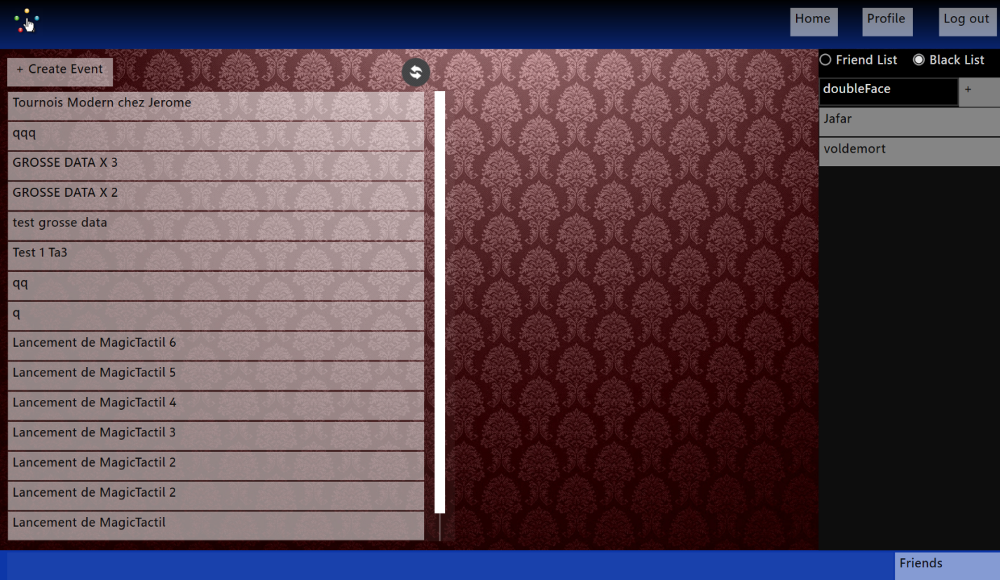 Home
Profile
Log out
+ Create Event
Tournois Modern chez Jerome
qqq
GROSSE DATA X 3
GROSSE DATA X 2
test grosse data
Test 1 Ta3
qq
q
Lancement de MagicTactil 6
Lancement de MagicTactil 5
Lancement de MagicTactil 4
Lancement de MagicTactil 3
Lancement de MagicTactil 2
Lancement de MagicTactil 2
Lancement de MagicTactil
Friend List
Black List
doubleFace
+
Jafar
voldemort
Friends